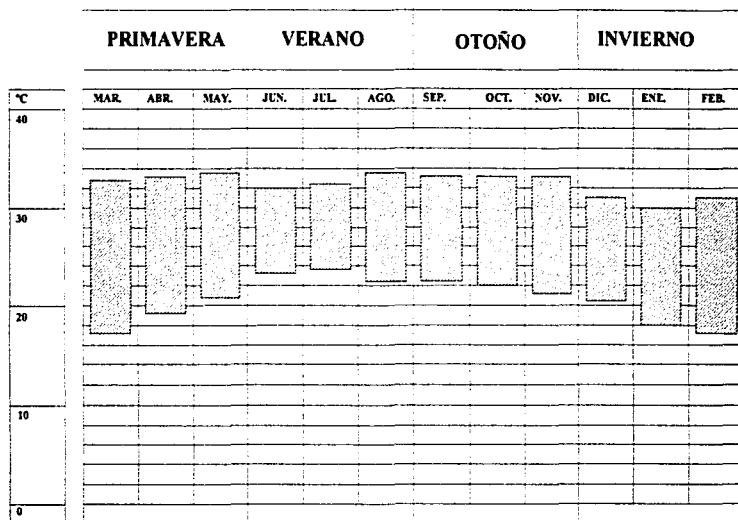 PRIMAVERA VERANO OTOÑO INVIERNO
°C MAR. ABR. MAY. JUN. JUL. AGO. SEP. OCT. NOV. DIC. ENE. FEB.
40
30
20
10
0